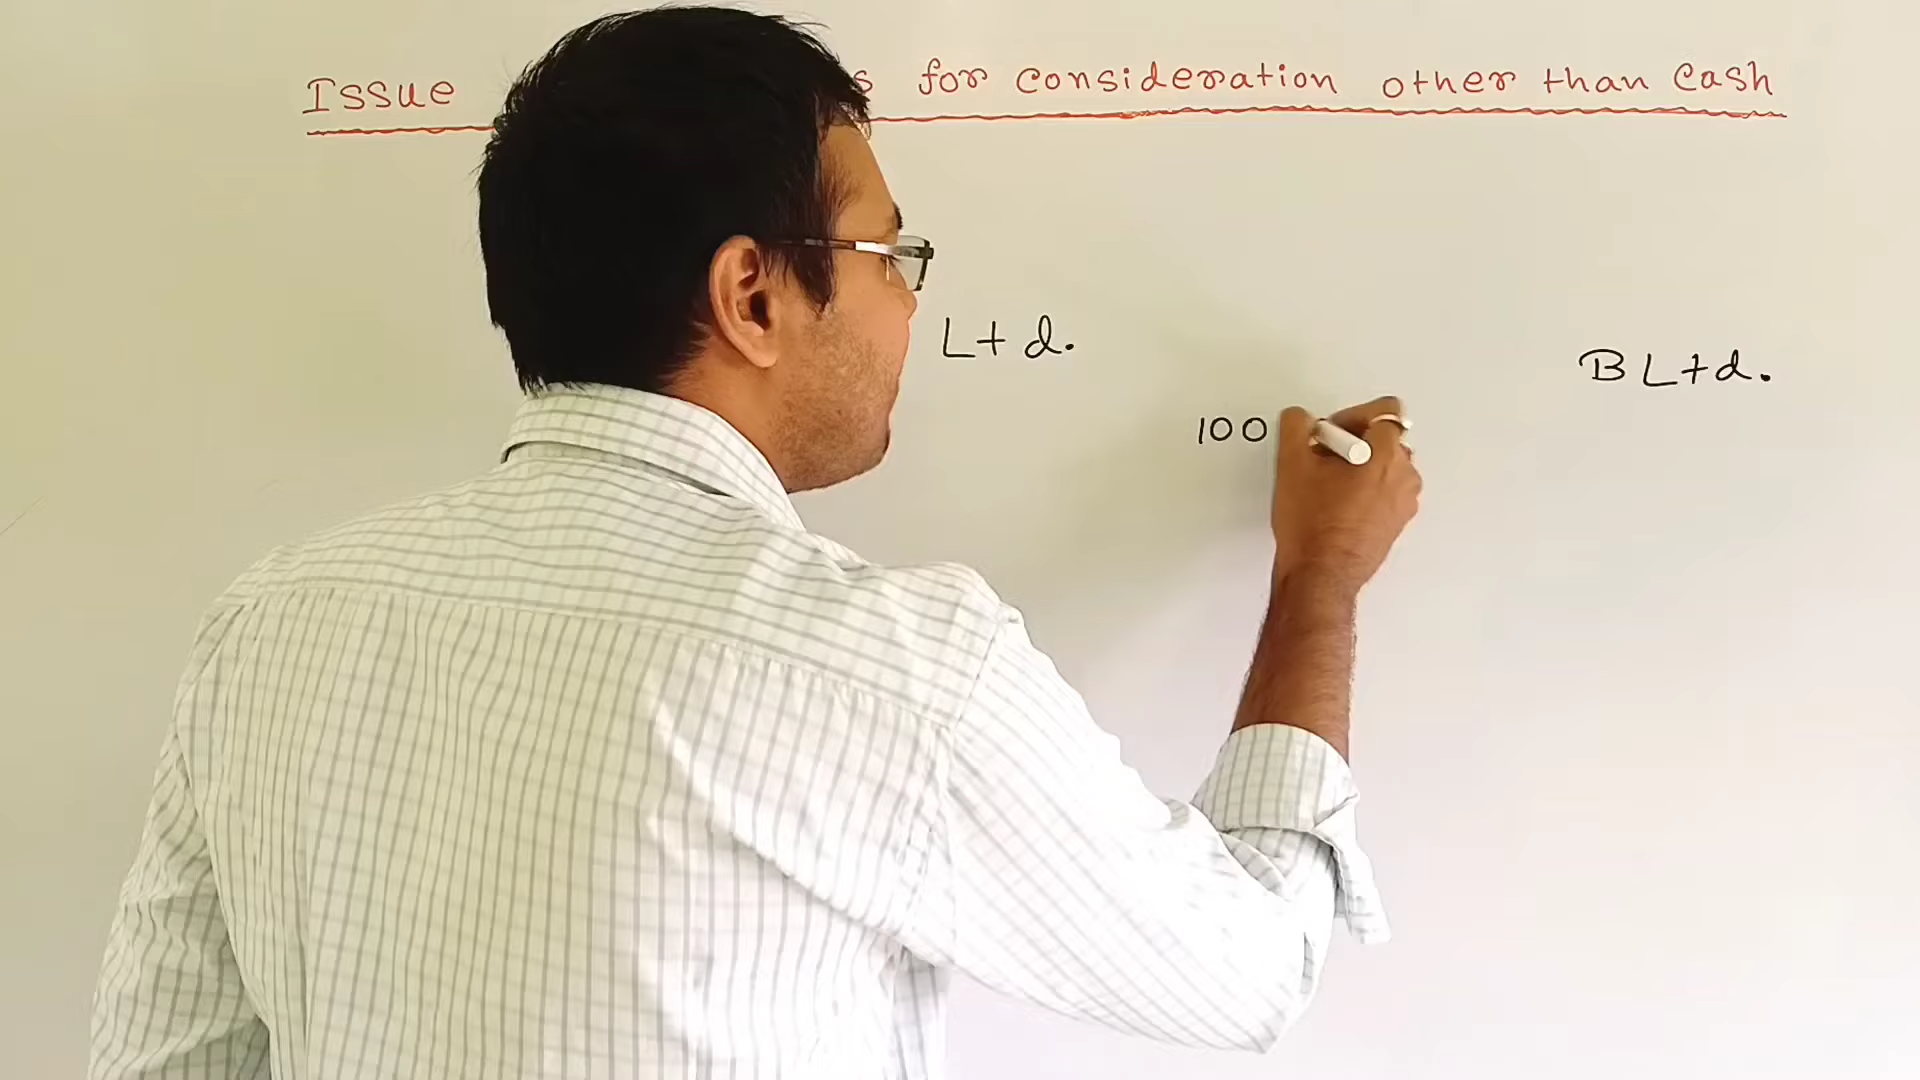 Issue for consideration other than cash
Ltd.
B Ltd.
100